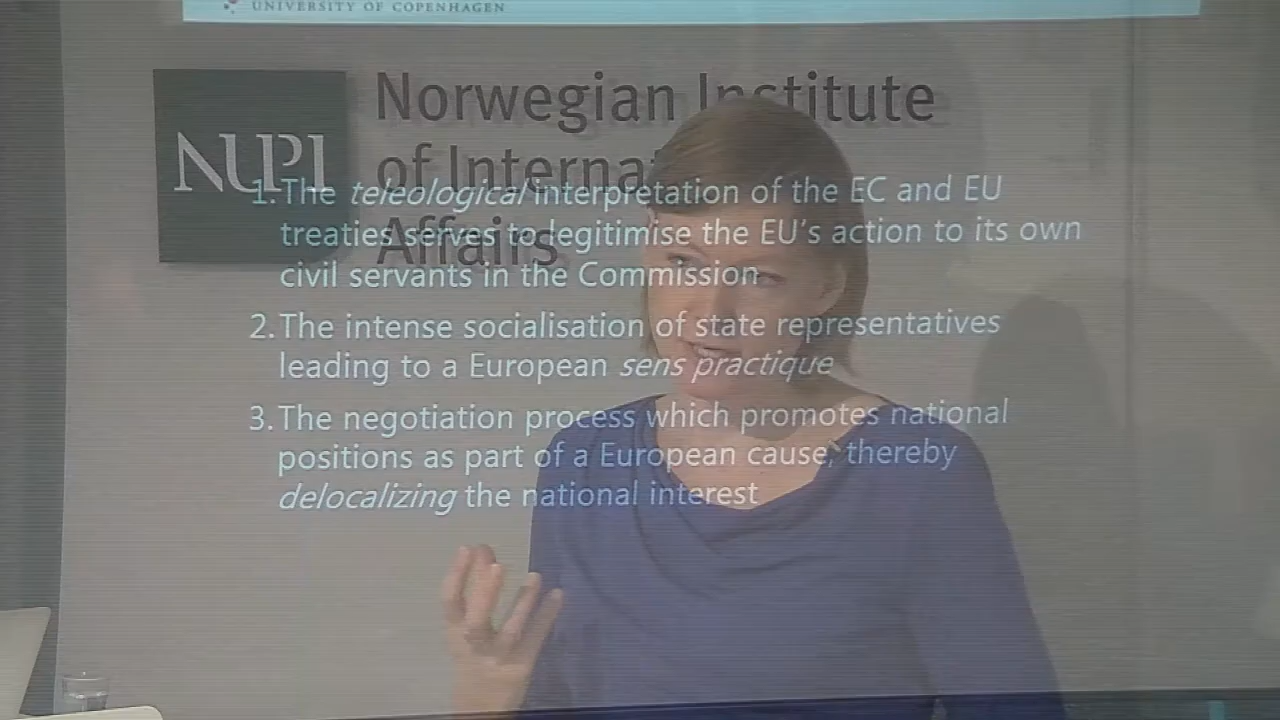 UNIVERSITY OF COPENHAGEN
NUPI
Norwegian Institute
of Interna
Affairs
1. The teleological interpretation of the EC and EU
treaties serves to legitimise the EU's action to its own
civil servants in the Commission
2. The intense socialisation of state representatives
leading to a European sens practique
3. The negotiation process which promotes national
positions as part of a European cause, thereby
delocalizing the national interest